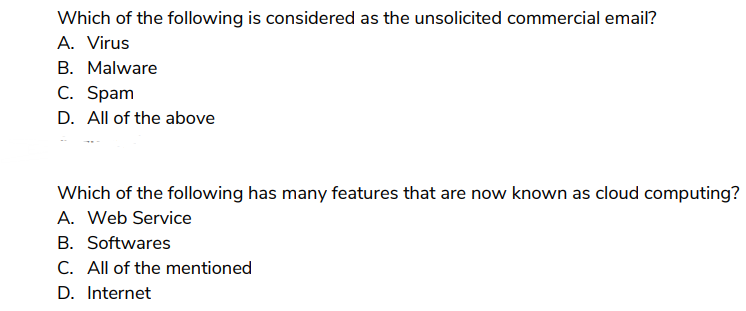 Which of the following is considered as the unsolicited commercial email?
A. Virus
B. Malware
C. Spam
D. All of the above
Which of the following has many features that are now known as cloud computing?
A. Web Service
B. Softwares
C. All of the mentioned
D. Internet